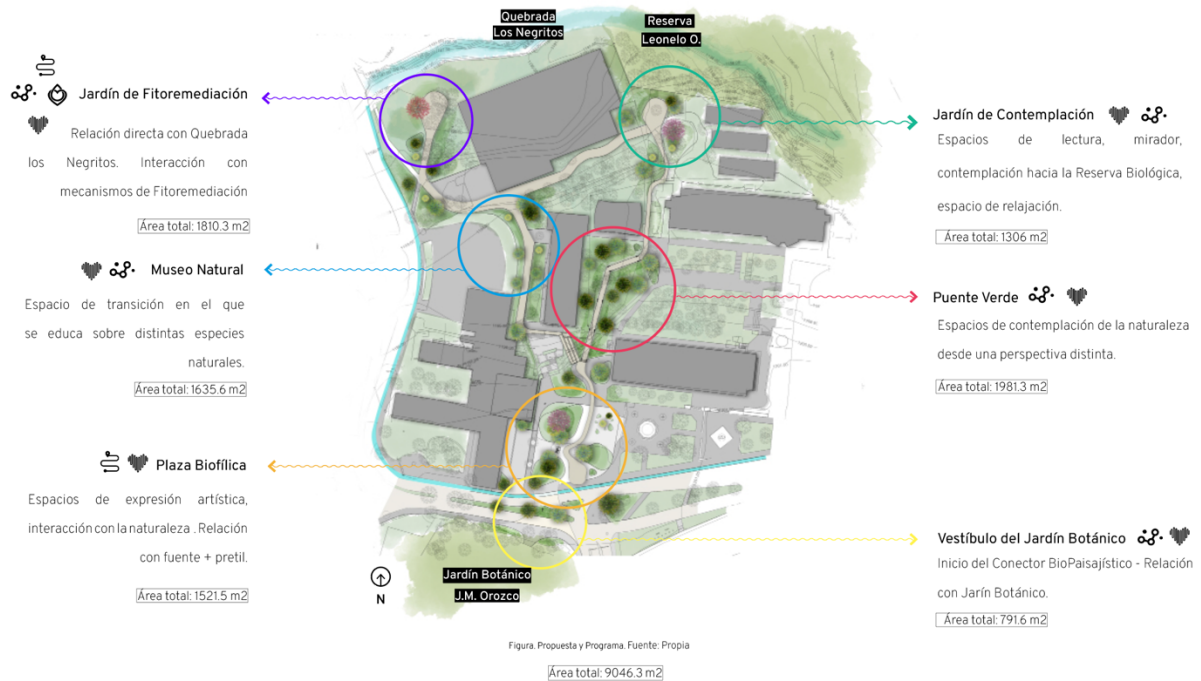 Quebrada
Los Negritos
Reserva
Leonelo O.
Jardín de Fitoremediación
Relación directa con Quebrada
los Negritos. Interacción con
mecanismos de Fitoremediación
Área total: 1810.3 m2
Museo Natural
Espacio de transición en el que
se educa sobre distintas especies
naturales.
Área total: 1635.6 m2
Plaza Biofílica
Espacios de expresión artística,
interacción con la naturaleza . Relación
con fuente + pretil.
Área total: 1521.5 m2
Jardín de Contemplación
Espacios de lectura, mirador,
contemplación hacia la Reserva Biológica,
espacio de relajación.
Área total: 1306 m2
Puente Verde
Espacios de contemplación de la naturaleza
desde una perspectiva distinta.
Área total: 1981.3 m2
Vestíbulo del Jardín Botánico
Inicio del Conector BioPaisajístico - Relación
con Jarín Botánico.
Área total: 791.6 m2
Jardín Botánico
J.M. Orozco
N
Figura. Propuesta y Programa. Fuente: Propia
Área total: 9046.3 m2